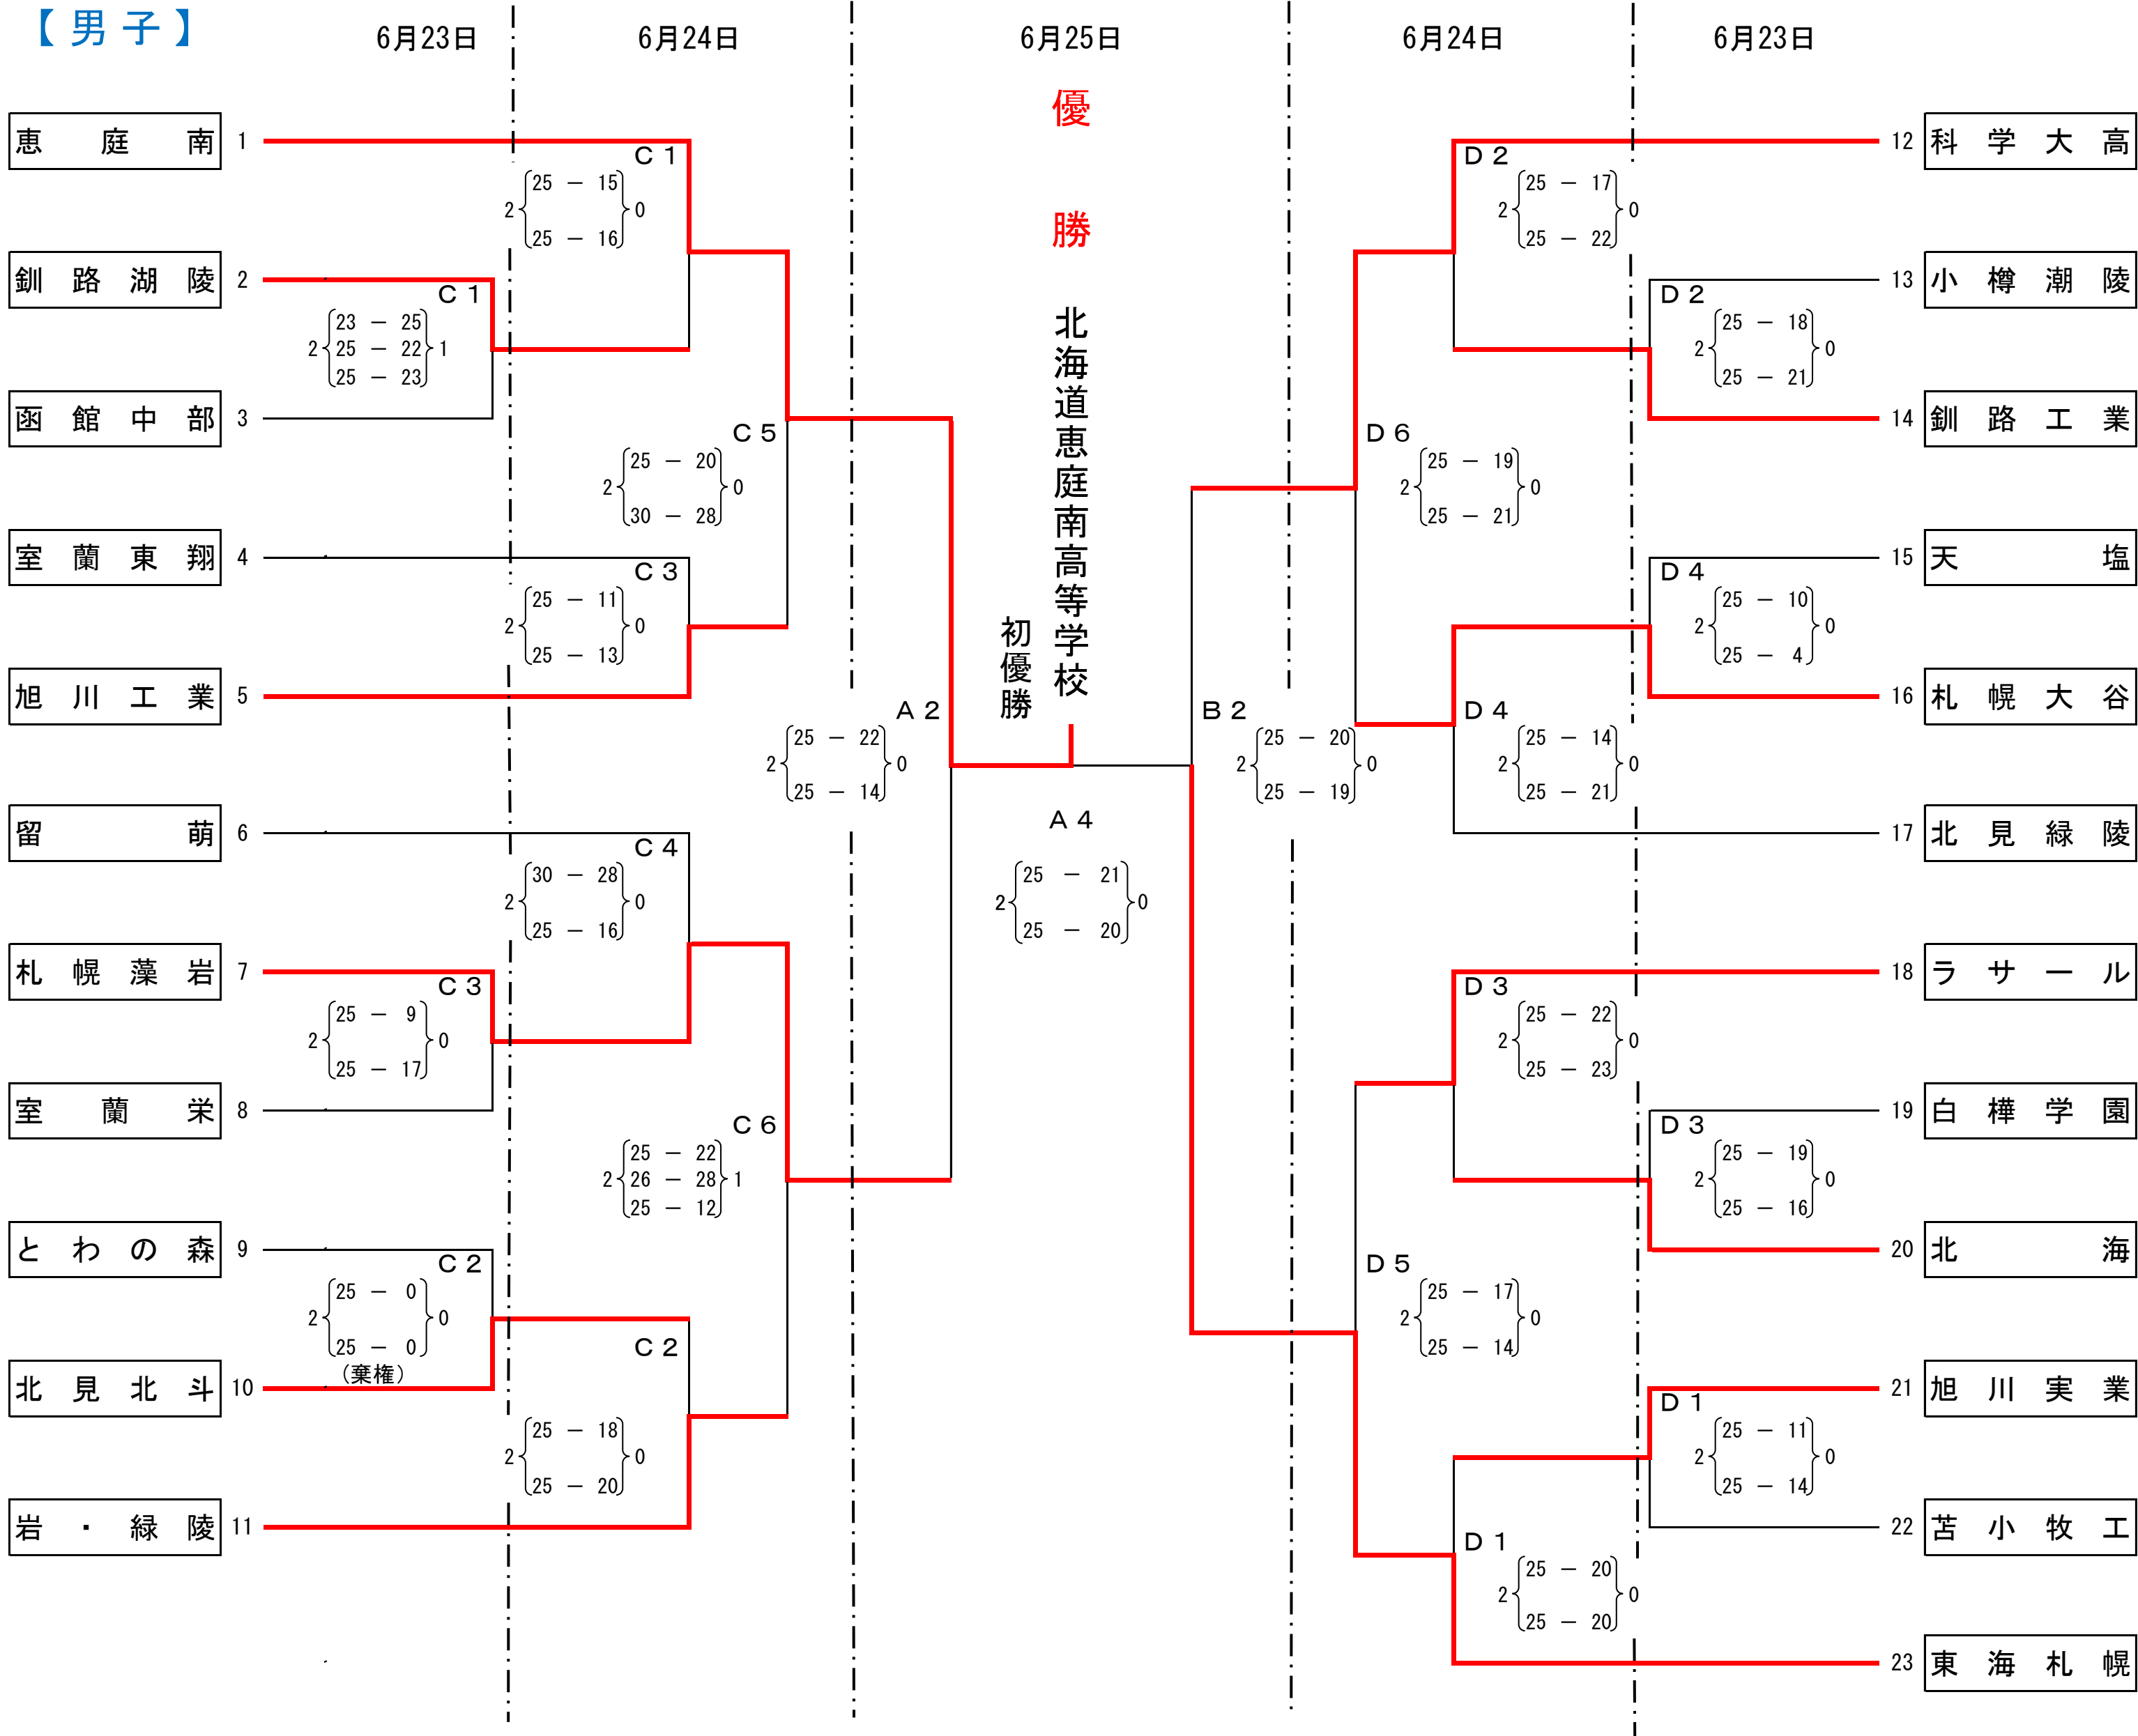 【 男 子 】
6月23日
6月24日
6月25日
6月24日
6月23日
優勝
北海道恵庭南高等学校
初優勝
恵庭南 1
釧路湖陵 2
函館中部 3
室蘭東翔 4
旭川工業 5
留萌 6
札幌藻岩 7
室蘭栄 8
とわの森 9
北見北斗 10
岩・緑陵 11
C1
2 23 － 25 1
25 － 22
25 － 23
C3
2 25 － 9 0
25 － 17
C2
2 25 － 0 0
25 － 0
(棄権)
C1
2 25 － 15 0
25 － 16
C3
2 25 － 11 0
25 － 13
C4
2 30 － 28 0
25 － 16
C2
2 25 － 18 0
25 － 20
C5
2 25 － 20 0
30 － 28
C6
2 25 － 22 1
26 － 28
25 － 12
A2
2 25 － 22 0
25 － 14
A4
2 25 － 21 0
25 － 20
B2
2 25 － 20 0
25 － 19
D6
2 25 － 19 0
25 － 21
D5
2 25 － 17 0
25 － 14
D2
2 25 － 17 0
25 － 22
D4
2 25 － 14 0
25 － 21
D3
2 25 － 22 0
25 － 23
D1
2 25 － 20 0
25 － 20
D2
2 25 － 18 0
25 － 21
D4
2 25 － 10 0
25 － 4
D3
2 25 － 19 0
25 － 16
D1
2 25 － 11 0
25 － 14
12 科学大高
13 小樽潮陵
14 釧路工業
15 天塩
16 札幌大谷
17 北見緑陵
18 ラサール
19 白樺学園
20 北海
21 旭川実業
22 苫小牧工
23 東海札幌